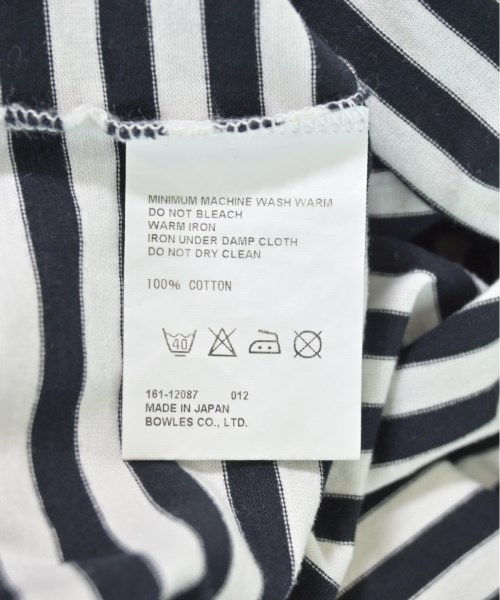 MINIMUM MACHINE WASH WARM
DO NOT BLEACH
WARM IRON
IRON UNDER DAMP CLOTH
DO NOT DRY CLEAN
100% COTTON
40
161-12087 012
MADE IN JAPAN
BOWLES CO., LTD.